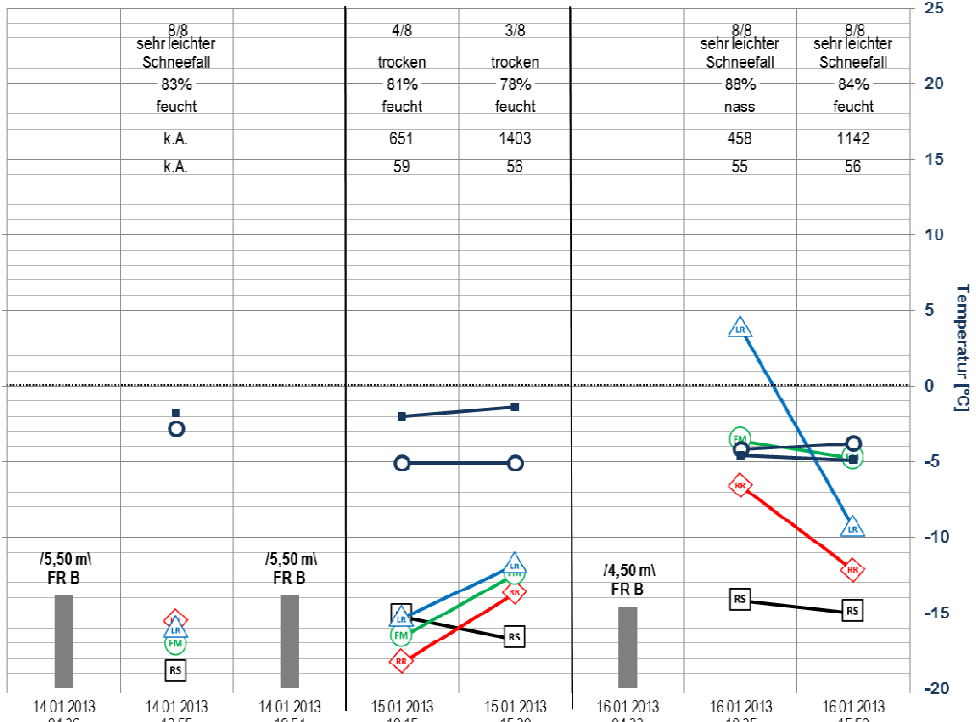 8/8 4/8 3/8 8/8 8/8
sehr leichter sehr leichter sehr leichter
Schneefall trocken trocken Schneefall Schneefall
83% 81% 78% 88% 84%
feucht feucht feucht nass feucht
k.A. 651 1403 458 1142
k.A. 59 56 55 56
25
20
15
10
5
0
-5
-10
-15
-20
Temperatur [°C]
/5,50 m\
FR B
/5,50 m\
FR B
/4,50 m\
FR B
LR
FM
RS
LR
FM
RR
LR
RR
RS
LR
FM
RR
RS
LR
RR
RS
14.01.2013 14.01.2013 14.01.2013 15.01.2013 15.01.2013 16.01.2013 16.01.2013 16.01.2013